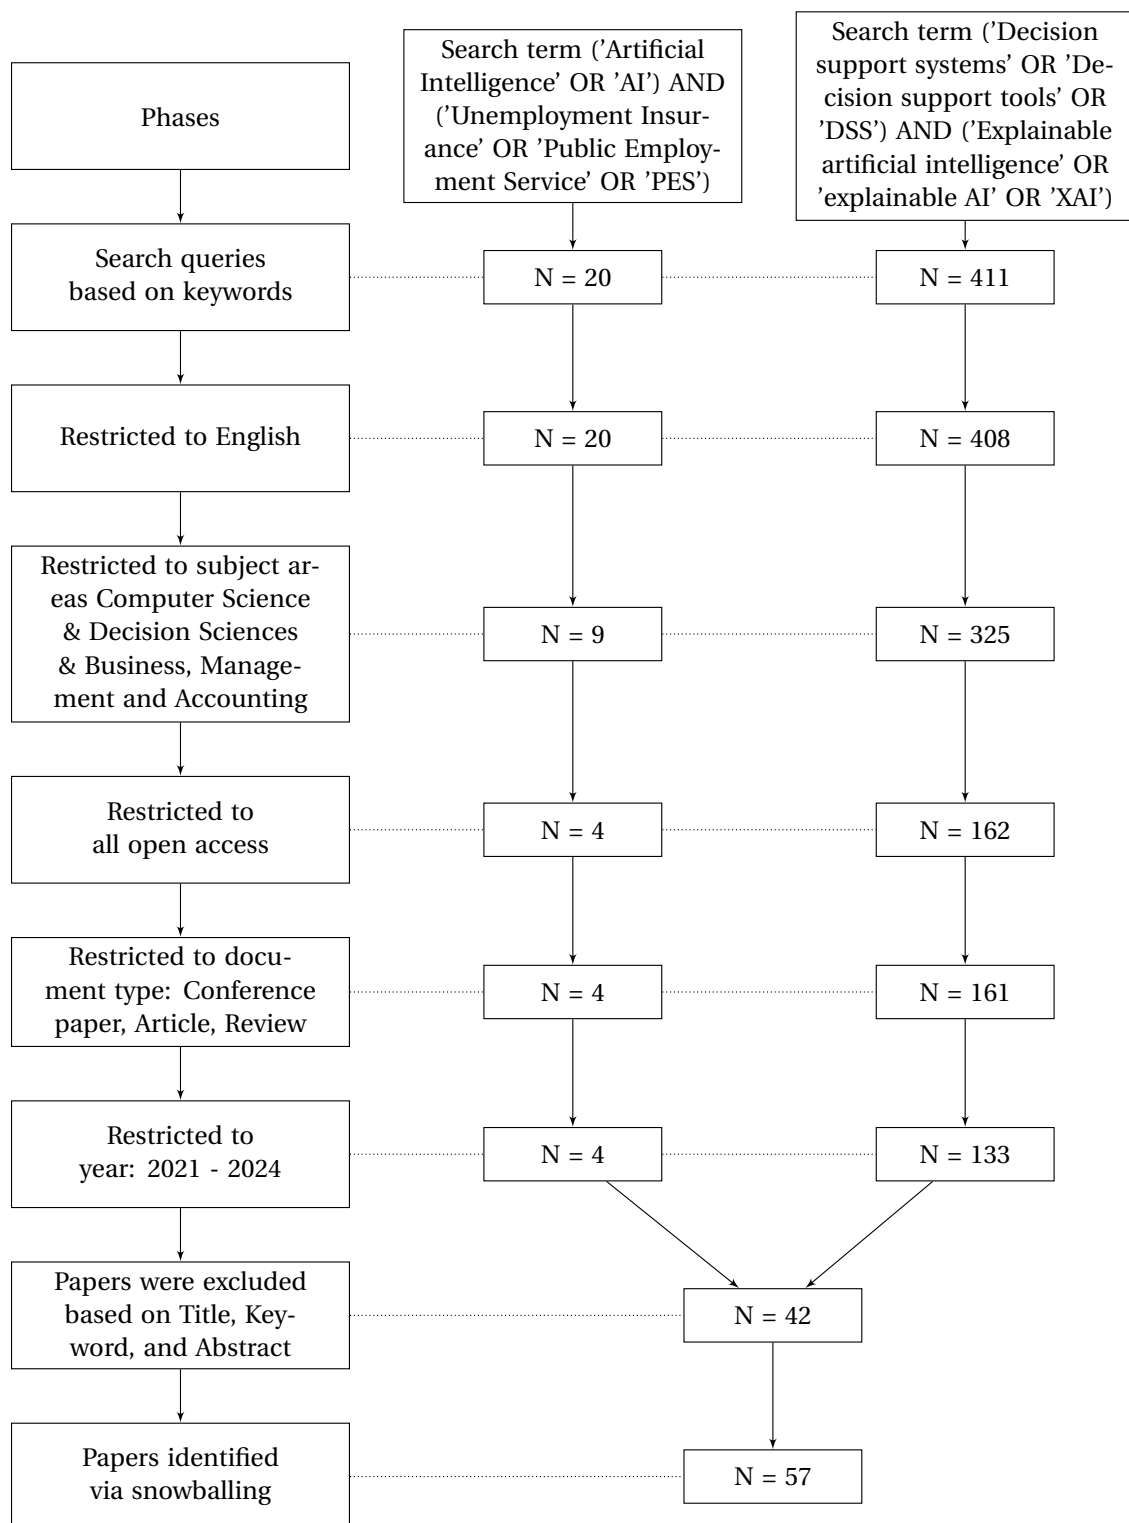 Phases
Search term (’Artificial
Intelligence’ OR ’AI’) AND
(’Unemployment Insur-
ance’ OR ’Public Employ-
ment Service’ OR ’PES’)
Search term (’Decision
support systems’ OR ’De-
cision support tools’ OR
’DSS’) AND (’Explainable
artificial intelligence’ OR
’explainable AI’ OR ’XAI’)
Search queries
based on keywords
N = 20
N = 411
Restricted to English
N = 20
N = 408
Restricted to subject ar-
eas Computer Science
& Decision Sciences
& Business, Manage-
ment and Accounting
N = 9
N = 325
Restricted to
all open access
N = 4
N = 162
Restricted to docu-
ment type: Conference
paper, Article, Review
N = 4
N = 161
Restricted to
year: 2021 - 2024
N = 4
N = 133
Papers were excluded
based on Title, Key-
word, and Abstract
N = 42
Papers identified
via snowballing
N = 57